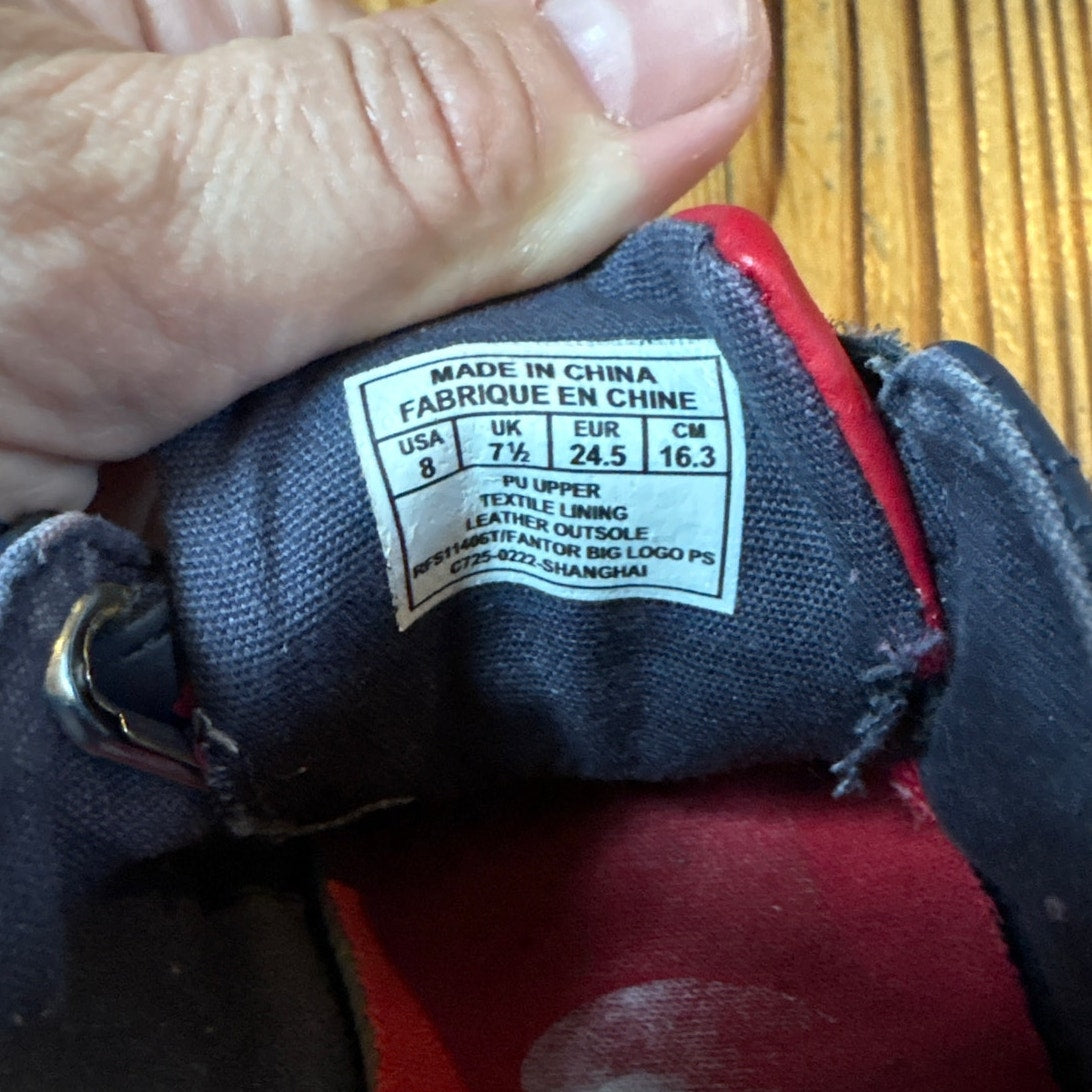 MADE IN CHINA
FABRIQUE EN CHINE
USA UK EUR CM
8 7½ 24.5 16.3
PU UPPER
TEXTILE LINING
LEATHER OUTSOLE
RFS11406T/FANTOR BIG LOGO PS
C725-0222-SHANGHAI